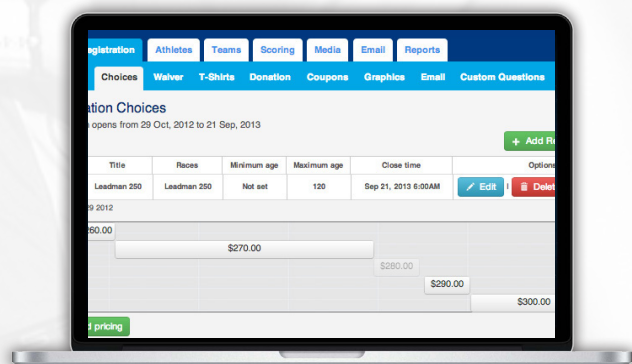 egistration Athletes Teams Scoring Media Email Reports
Choices Waiver T-Shirts Donation Coupons Graphics Email Custom Questions
ation Choices
opens from 29 Oct, 2012 to 21 Sep, 2013
+ Add Re
Title Races Minimum age Maximum age Close time Options
Leadman 250 Leadman 250 Not set 120 Sep 21, 2013 6:00AM Edit | Delet
29 2012
260.00
$270.00
$280.00
$290.00
$300.00
d pricing